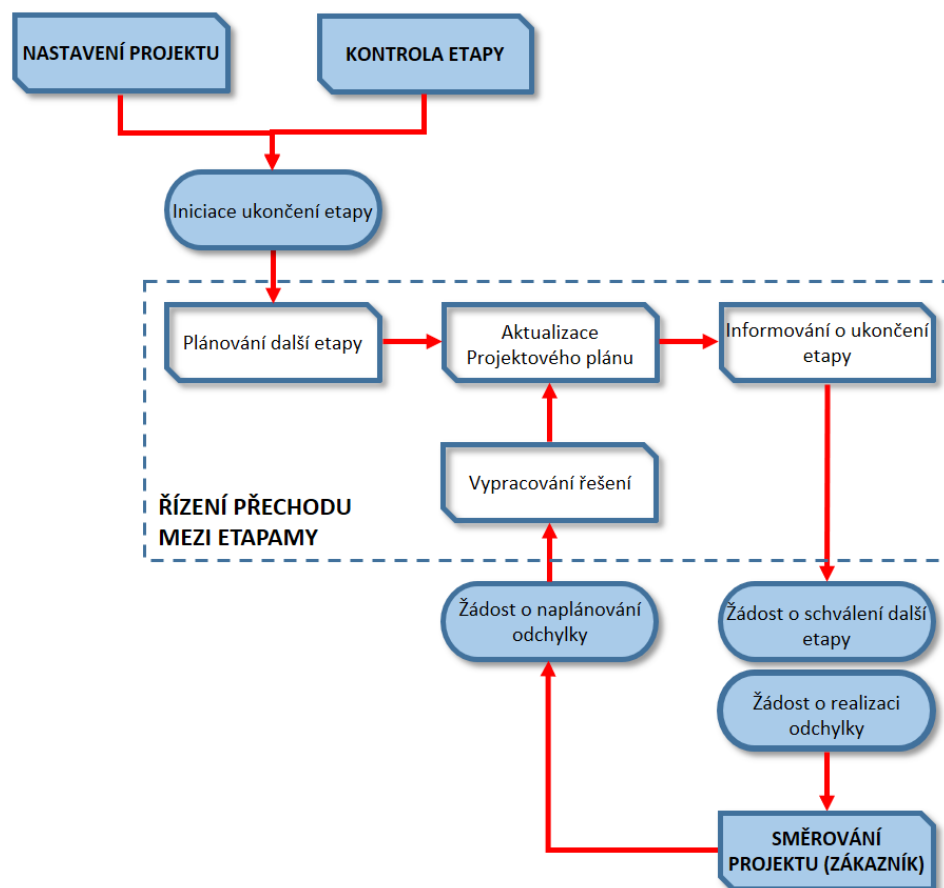 NASTAVENÍ PROJEKTU
KONTROLA ETAPY
Iniciace ukončení etapy
Plánování další etapy
Aktualizace
Projektového plánu
Informování o ukončení
etapy
Vypracování řešení
ŘÍZENÍ PŘECHODU
MEZI ETAPAMY
Žádost o naplánování
odchylky
Žádost o schválení další
etapy
Žádost o realizaci
odchylky
SMĚROVÁNÍ
PROJEKTU (ZÁKAZNÍK)